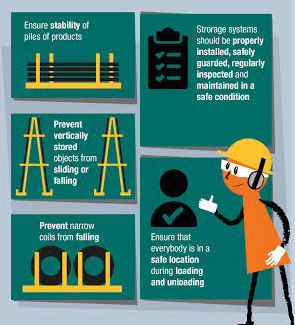 Ensure stability of
piles of products
Strorage systems
should be properly
installed, safely
guarded, regularly
inspected and
maintained in a
safe condition
Prevent
vertically
stored
objects from
sliding or
falling
Prevent narrow
coils from falling
Ensure that
everybody is in a
safe location
during loading
and unloading